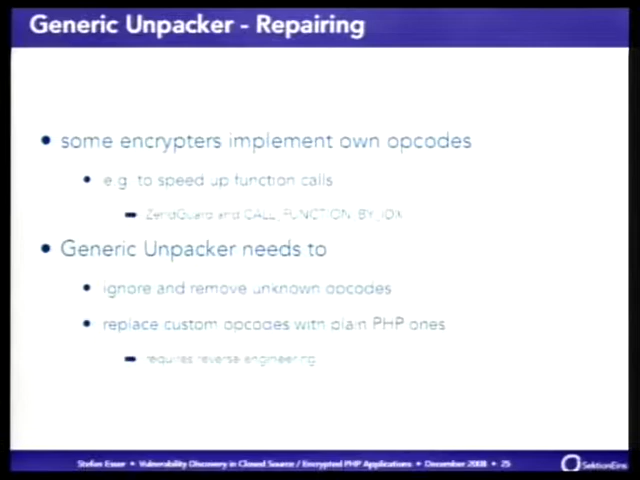 Generic Unpacker - Repairing
• some encrypters implement own opcodes
• e.g. to speed up function calls
➡ ZendGuard and CALL_FUNCTION_BY_IDX
• Generic Unpacker needs to
• ignore and remove unknown opcodes
• replace custom opcodes with plain PHP ones
➡ requires reverse engineering
Stefan Esser • Vulnerability Discovery in Closed Source / Encrypted PHP Applications • December 2008 • 25
SektionEins